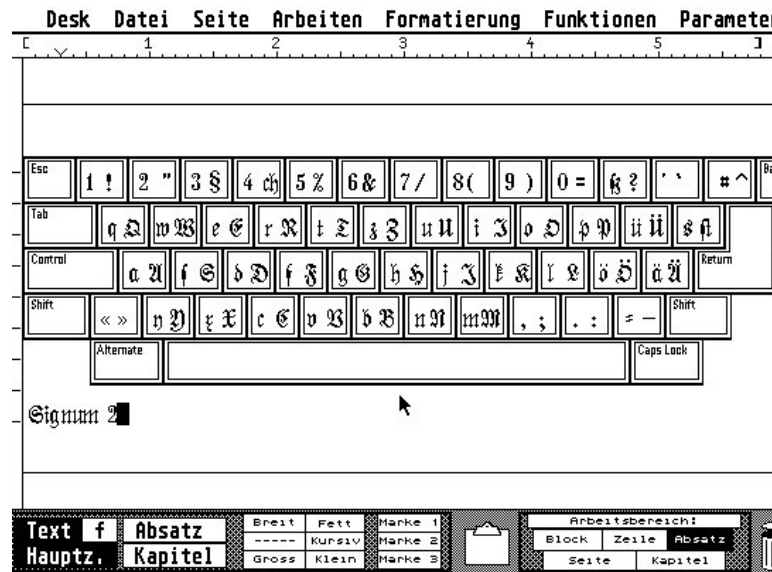 Desk Datei Seite Arbeiten Formatierung Funktionen Parameter
[ 1 2 3 4 5 ]
Esc 1 ! 2 " 3 § 4 ch 5 % 6 & 7 / 8 ( 9 ) 0 = ß ? ´ ` # ^ Ba
Tab q Q w W e E r R t T z Z u U i I o O p P ü Ü s st
Control a A ſ S d D f F g G h H j J k K l L ö Ö ä Ä Return
Shift « » y Y x X c C v V b B n N m M , ; . : - — Shift
Alternate Caps Lock
Signum 2
Text f Absatz Breit Fett Marke 1 Arbeitsbereich:
----- Kursiv Marke 2 Block Zeile Absatz
Hauptz. Kapitel Gross Klein Marke 3 Seite Kapitel